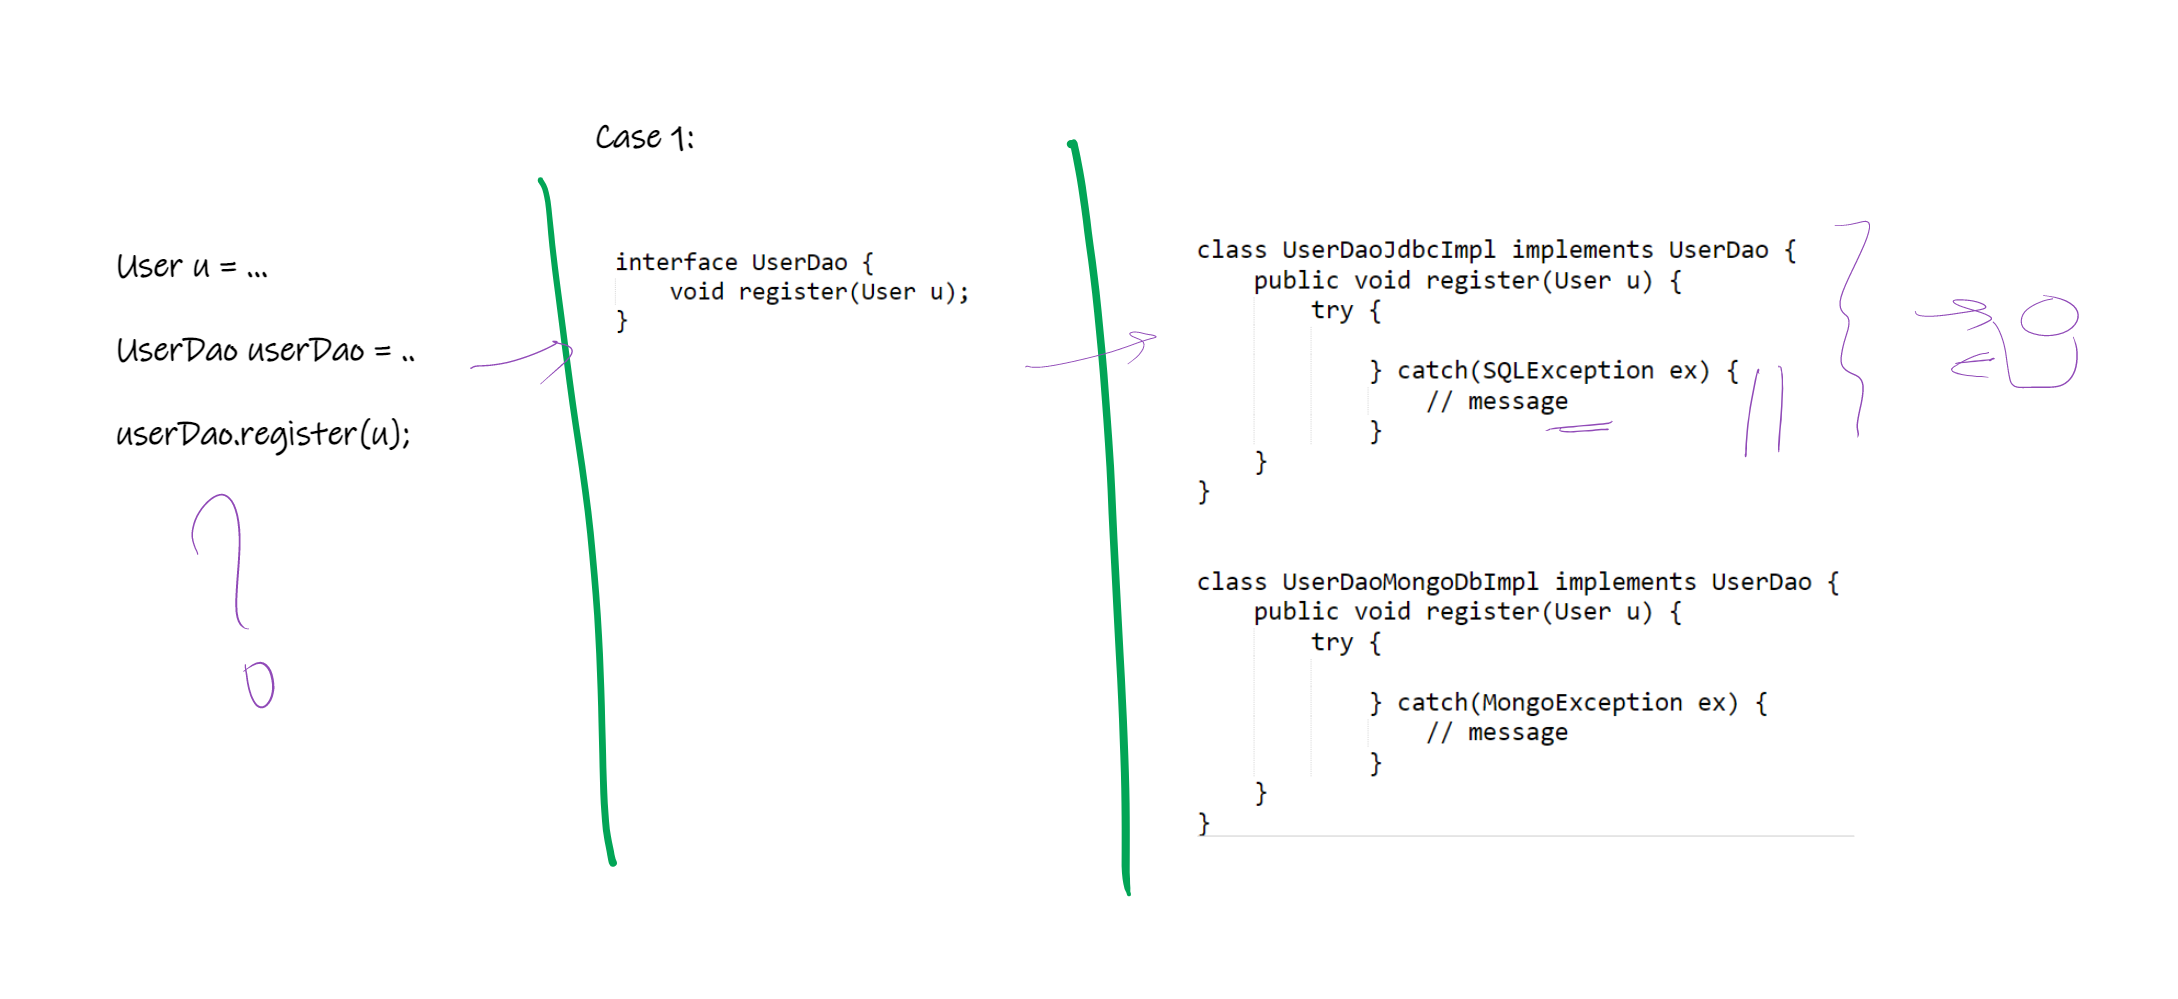 Case 1:
User u = ...
UserDao userDao = ..
userDao.register(u);
?
interface UserDao {
    void register(User u);
}
class UserDaoJdbcImpl implements UserDao {
    public void register(User u) {
        try {
            } catch(SQLException ex) {
                // message
            }
    }
}
class UserDaoMongoDbImpl implements UserDao {
    public void register(User u) {
        try {
            } catch(MongoException ex) {
                // message
            }
    }
}